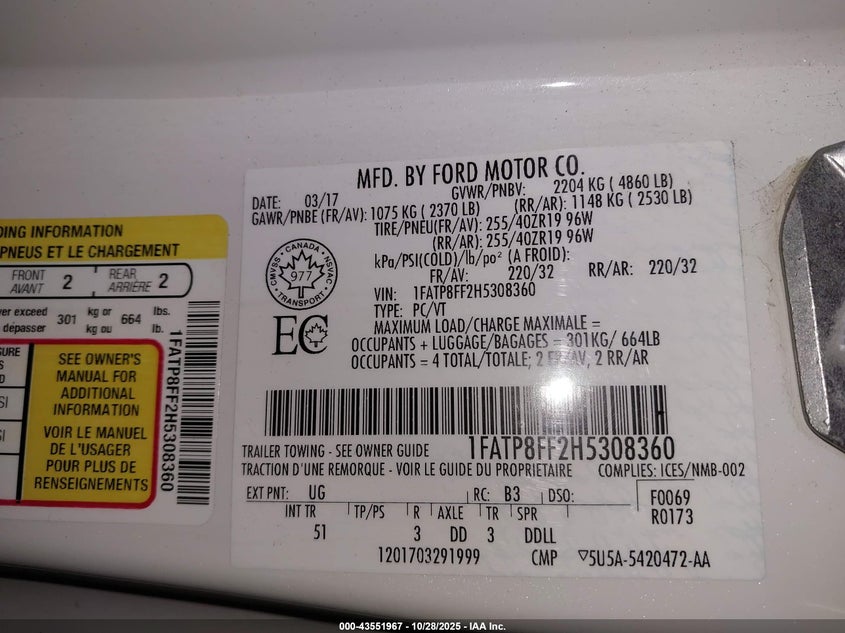 DING INFORMATION
PNEUS ET LE CHARGEMENT
FRONT AVANT 2 REAR ARRIÈRE 2
ver exceed 301 kg or 664 lbs.
dépasser kg ou lb.
SEE OWNER'S
MANUAL FOR
ADDITIONAL
INFORMATION
VOIR LE MANUEL
DE L'USAGER
POUR PLUS DE
RENSEIGNEMENTS
1FATP8FF2H5308360
MFD. BY FORD MOTOR CO.
DATE: 03/17 GVWR/PNBV: 2204 KG ( 4860 LB)
GAWR/PNBE (FR/AV): 1075 KG ( 2370 LB) (RR/AR): 1148 KG ( 2530 LB)
TIRE/PNEU(FR/AV): 255/40ZR19 96W
(RR/AR): 255/40ZR19 96W
kPa/PSI(COLD)/lb/po² (A FROID):
FR/AV: 220/32 RR/AR: 220/32
CMVSS - CANADA - NSVAC
977
TRANSPORT
VIN: 1FATP8FF2H5308360
TYPE: PC/VT
EC
MAXIMUM LOAD/CHARGE MAXIMALE =
OCCUPANTS + LUGGAGE/BAGAGES = 301KG/ 664LB
OCCUPANTS = 4 TOTAL/TOTALE; 2 FR/AV, 2 RR/AR
TRAILER TOWING - SEE OWNER GUIDE 1FATP8FF2H5308360
TRACTION D'UNE REMORQUE - VOIR LE GUIDE DU PROPRIETAIRE COMPLIES: ICES/NMB-002
EXT PNT: UG RC: B3 DSO: F0069
INT TR TP/PS R AXLE TR SPR R0173
51 3 DD 3 DDLL
1201703291999 CMP 5U5A-5420472-AA
000-43551967 - 10/28/2025 - IAA Inc.